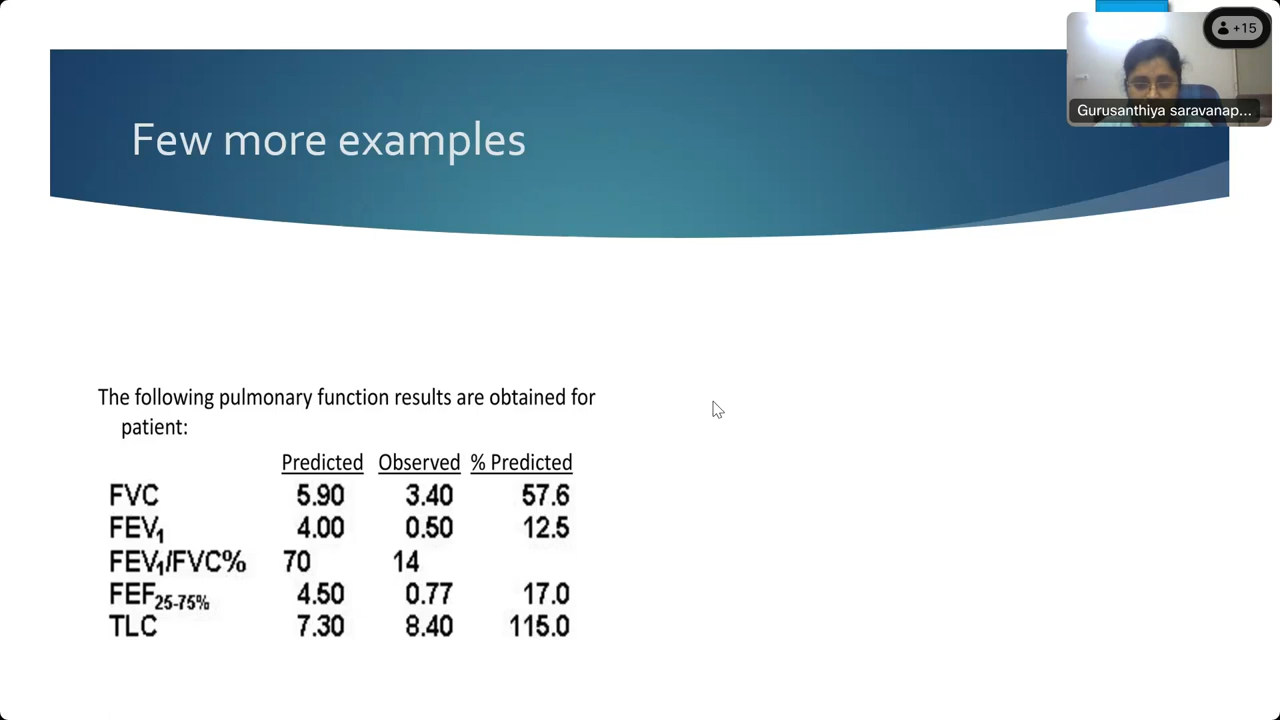 +15
Gurusanthiya saravanap...
Few more examples
The following pulmonary function results are obtained for
patient:
Predicted Observed % Predicted
FVC 5.90 3.40 57.6
FEV₁ 4.00 0.50 12.5
FEV₁/FVC% 70 14
FEF25-75% 4.50 0.77 17.0
TLC 7.30 8.40 115.0